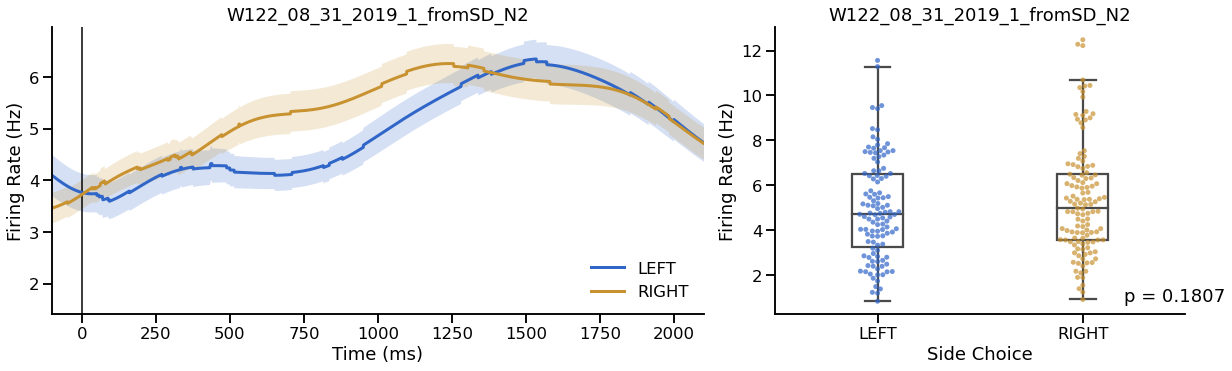 W122_08_31_2019_1_fromSD_N2
Firing Rate (Hz)
6
5
4
3
2
LEFT
RIGHT
0
250
500
750
1000
1250
1500
1750
2000
Time (ms)
W122_08_31_2019_1_fromSD_N2
Firing Rate (Hz)
12
10
8
6
4
2
p = 0.1807
LEFT
RIGHT
Side Choice